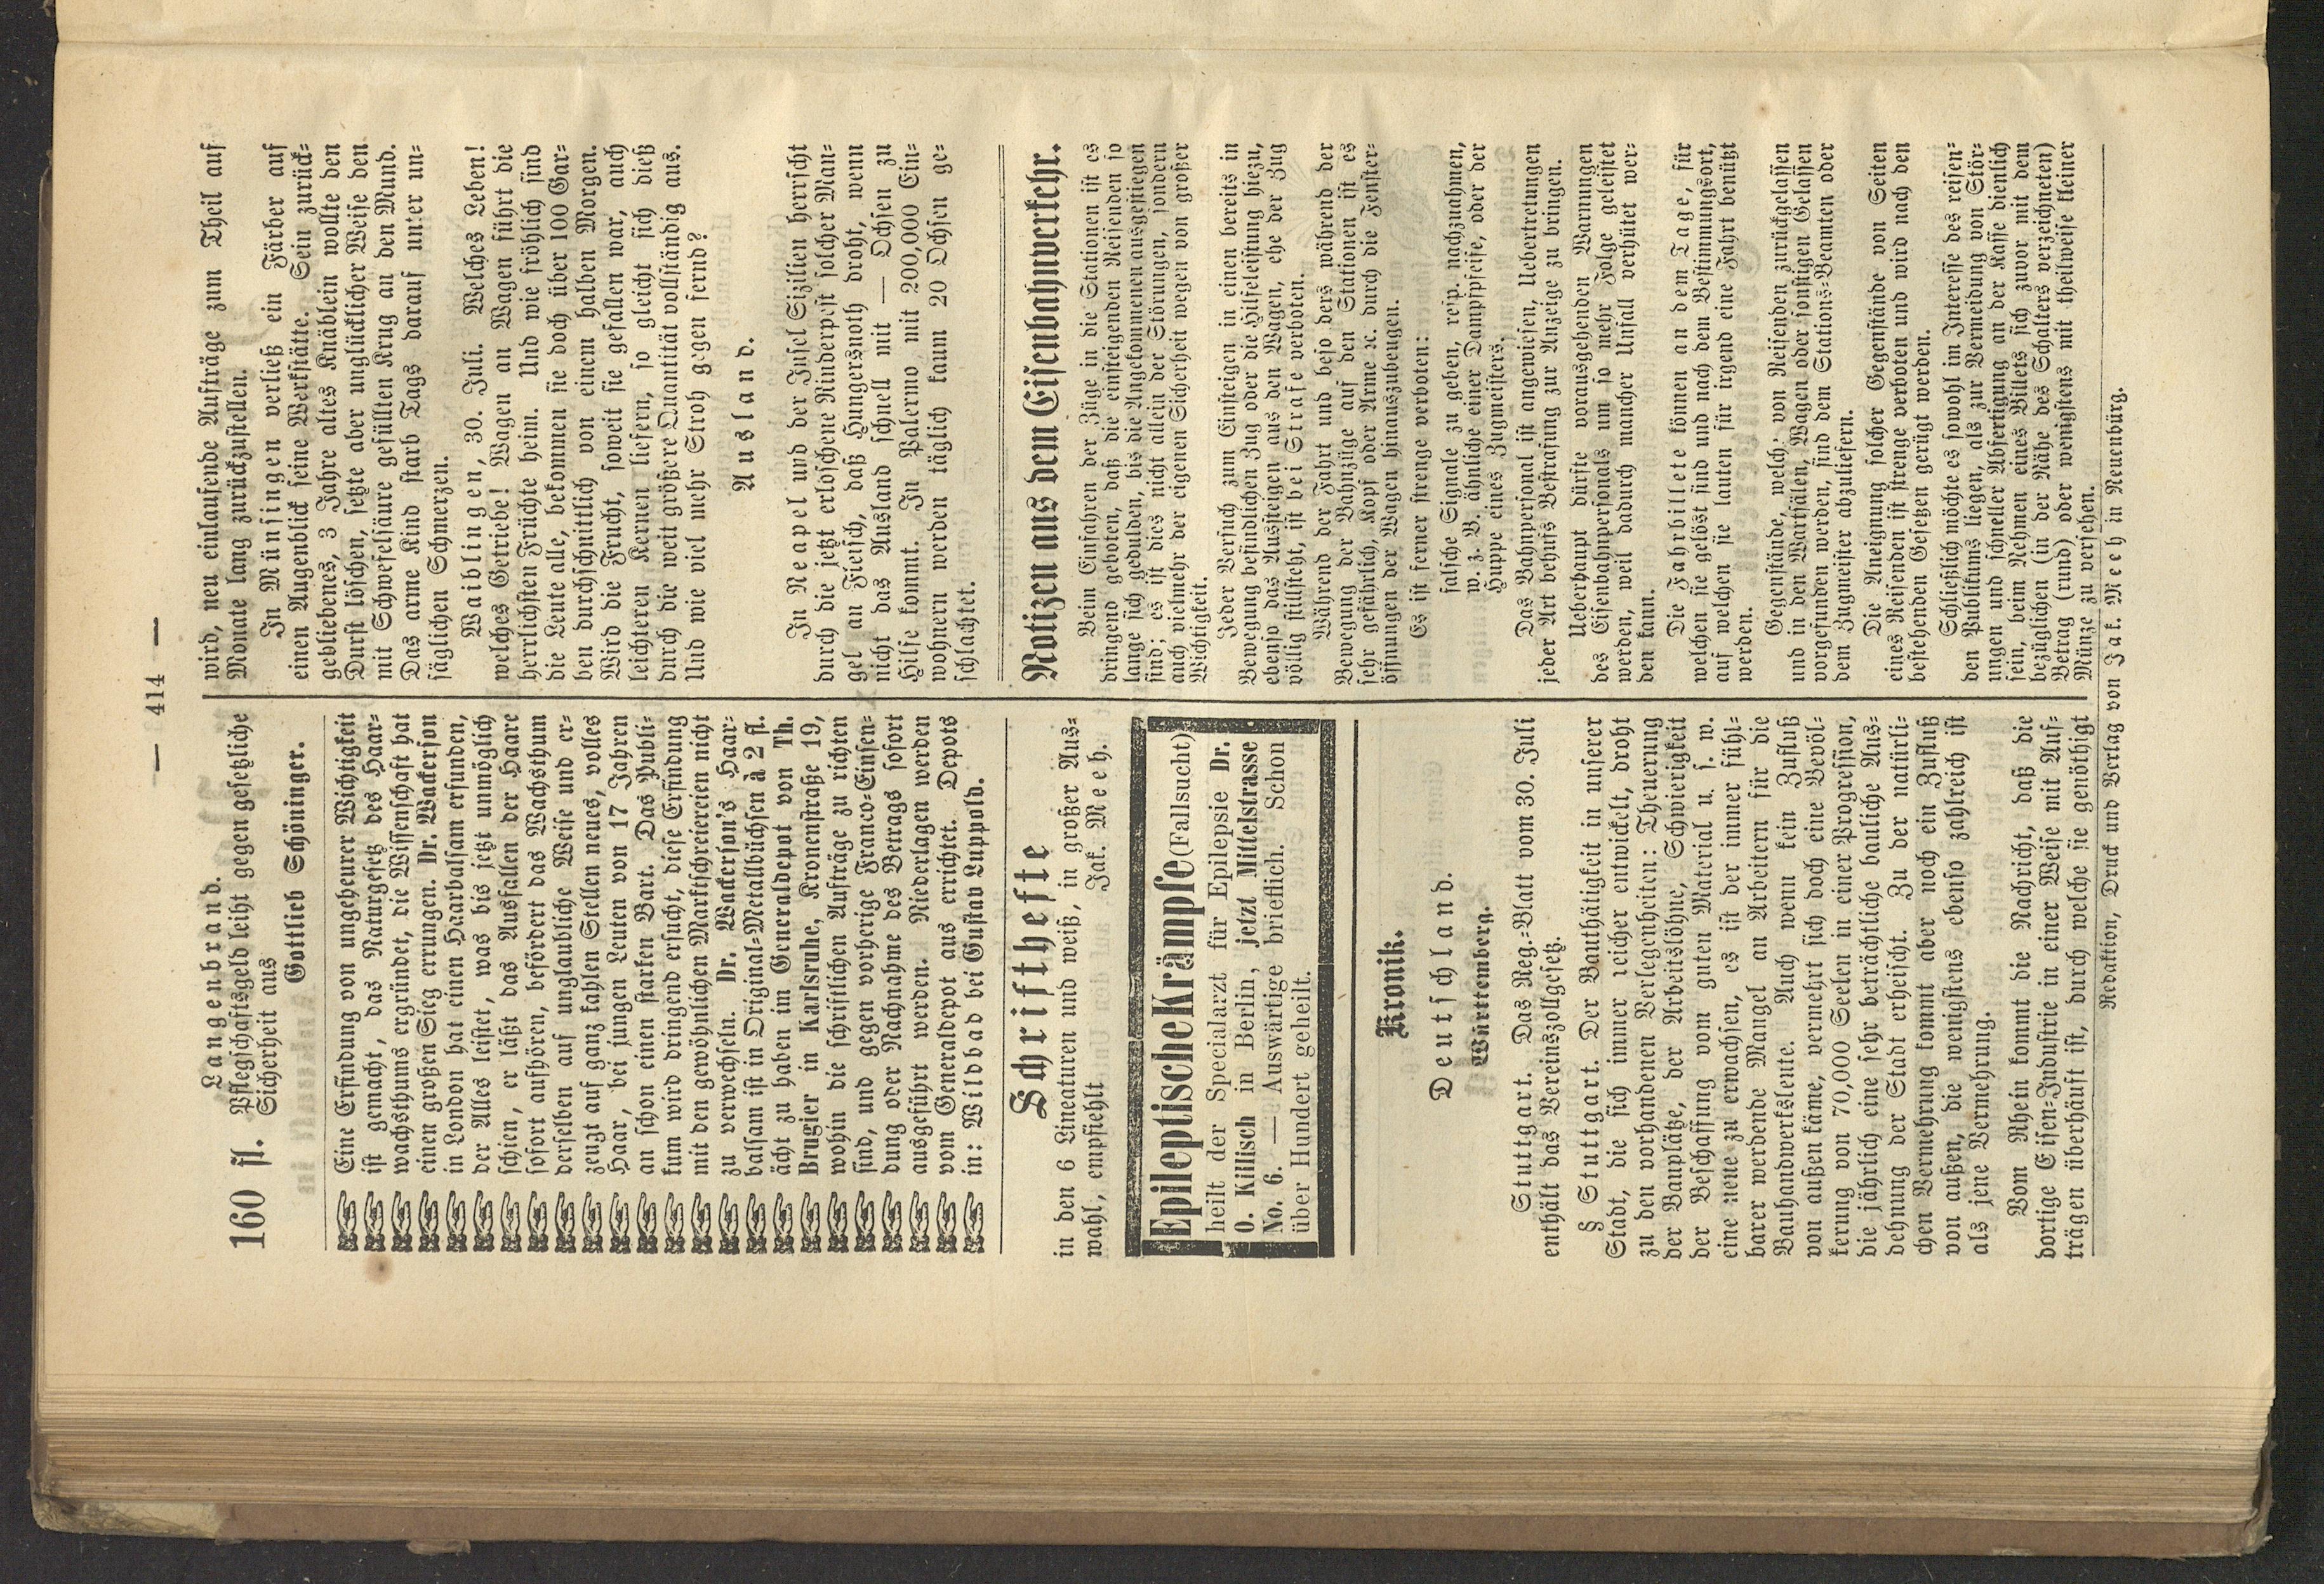 — 414 —
Langenbrand.
160 fl. Pflegschaftsgeld leiht gegen gesetzliche
Sicherheit aus
Gottlieb Schöninger.
Eine Erfindung von ungeheurer Wichtigkeit
ist gemacht, das Naturgesetz des Haar-
wachsthums ergründet, die Wissenschaft hat
einen großen Sieg errungen. Dr. Wackerson
in London hat einen Haarbalsam erfunden,
der Alles leistet, was bis jetzt unmöglich
schien, er läßt das Ausfallen der Haare
sofort aufhören, befördert das Wachsthum
derselben auf unglaubliche Weise und er-
zeugt auf ganz kahlen Stellen neues, volles
Haar, bei jungen Leuten von 17 Jahren
an schon einen starken Bart. Das Publi-
kum wird dringend ersucht, diese Erfindung
mit den gewöhnlichen Marktschreiereien nicht
zu verwechseln. Dr. Wackerson's Haar-
balsam ist in Original-Metallbüchsen à 2 fl.
ächt zu haben im Generaldepot von Th.
Brugier in Karlsruhe, Kronenstraße 19,
wohin die schriftlichen Aufträge zu richten
sind, und gegen vorherige Franco-Einsen-
dung oder Nachnahme des Betrags sofort
ausgeführt werden. Niederlagen werden
vom Generaldepot aus errichtet. Depots
in: Wildbad bei Gustav Luppold.
Schrifthefte
in den 6 Lineaturen und weiß, in großer Aus-
wahl, empfiehlt Jak. Meeh.
Epileptische Krämpfe (Fallsucht)
heilt der Specialarzt für Epilepsie Dr.
O. Killisch in Berlin, jetzt Mittelstrasse
No. 6. — Auswärtige brieflich. Schon
über Hundert geheilt.
Kronik.
Deutschland.
Württemberg.
Stuttgart. Das Reg.-Blatt vom 30. Juli
enthält das Vereinszollgesetz.
§ Stuttgart. Der Bauthätigkeit in unserer
Stadt, die sich immer reicher entwickelt, droht
zu den vorhandenen Verlegenheiten: Theuerung
der Bauplätze, der Arbeitslöhne, Schwierigkeit
der Beschaffung vom guten Material u. s. w.
eine neue zu erwachsen, es ist der immer fühl-
barer werdende Mangel an Arbeitern für die
Bauhandwerksleute. Auch wenn kein Zufluß
von außen käme, vermehrt sich doch eine Bevöl-
kerung von 70,000 Seelen in einer Progression,
die jährlich eine sehr beträchtliche bauliche Aus-
dehnung der Stadt erheischt. Zu der natürli-
chen Vermehrung kommt aber noch ein Zufluß
von außen, die wenigstens ebenso zahlreich ist
als jene Vermehrung.
Vom Rhein kommt die Nachricht, daß die
dortige Eisen-Industrie in einer Weise mit Auf-
trägen überhäuft ist, durch welche sie genöthigt
wird, neu einlaufende Aufträge zum Theil auf
Monate lang zurückzustellen.
In Münsingen verließ ein Färber auf
einen Augenblick seine Werkstätte. Sein zurück-
gebliebenes, 3 Jahre altes Knäblein wollte den
Durst löschen, setzte aber unglücklicher Weise den
mit Schwefelsäure gefüllten Krug an den Mund.
Das arme Kind starb Tags darauf unter un-
säglichen Schmerzen.
Waiblingen, 30. Juli. Welches Leben!
welches Getriebe! Wagen an Wagen führt die
herrlichsten Früchte heim. Und wie fröhlich sind
die Leute alle, bekommen sie doch über 100 Gar-
ben durchschnittlich von einem halben Morgen.
Wird die Frucht, soweit sie gefallen war, auch
leichteren Kernen liefern, so gleicht sich dieß
durch die weit größere Quantität vollständig aus.
Und wie viel mehr Stroh gegen fernd?
Ausland.
In Neapel und der Insel Sizilien herrscht
durch die jetzt erloschene Rinderpest solcher Man-
gel an Fleisch, daß Hungersnoth droht, wenn
nicht das Ausland schnell mit — Ochsen zu
Hilfe kommt. In Palermo mit 200,000 Ein-
wohnern werden täglich kaum 20 Ochsen ge-
schlachtet.
Notizen aus dem Eisenbahnverkehr.
Beim Einfahren der Züge in die Stationen ist es
dringend geboten, daß die einsteigenden Reisenden so
lange sich gedulden, bis die Angekommenen ausgestiegen
sind; es ist dies nicht allein der Störungen, sondern
auch vielmehr der eigenen Sicherheit wegen von großer
Wichtigkeit.
Jeder Versuch zum Einsteigen in einen bereits in
Bewegung befindlichen Zug oder die Hilfeleistung hiezu,
ebenso das Aussteigen aus den Wagen, ehe der Zug
völlig stillsteht, ist bei Strafe verboten.
Während der Fahrt und beso ders während der
Bewegung der Bahnzüge auf den Stationen ist es
sehr gefährlich, Kopf oder Arme ꝛc. durch die Fenster-
öffnungen der Wagen hinauszubeugen.
Es ist ferner strenge verboten:
falsche Signale zu geben, resp. nachzuahmen,
w. z. B. ähnliche einer Dampfpfeife, oder der
Huppe eines Zugmeisters.
Das Bahnpersonal ist angewiesen, Uebertretungen
jeder Art behufs Bestrafung zur Anzeige zu bringen.
Ueberhaupt dürfte vorausgehenden Warnungen
des Eisenbahnpersonals um so mehr Folge geleistet
werden, weil dadurch mancher Unfall verhütet wer-
den kann.
Die Fahrbillete können an dem Tage, für
welchen sie gelöst sind und nach dem Bestimmungsort,
auf welchen sie lauten für irgend eine Fahrt benützt
werden.
Gegenstände, welche von Reisenden zurückgelassen
und in den Wartsälen, Wagen oder sonstigen Gelassen
vorgefunden werden, sind dem Stations-Beamten oder
dem Zugmeister abzuliefern.
Die Aneignung solcher Gegenstände von Seiten
eines Reisenden ist strenge verboten und wird nach den
bestehenden Gesetzen gerügt werden.
Schließlich möchte es sowohl im Interesse des reisen-
den Publikums liegen, als zur Vermeidung von Stör-
ungen und schneller Abfertigung an der Kasse dienlich
sein, beim Nehmen eines Billets sich zuvor mit dem
bezüglichen (in der Nähe des Schalters verzeichneten)
Betrag (rund) oder wenigstens mit theilweise kleiner
Münze zu versehen.
Redaktion, Druck und Verlag von Jak. Meeh in Neuenbürg.